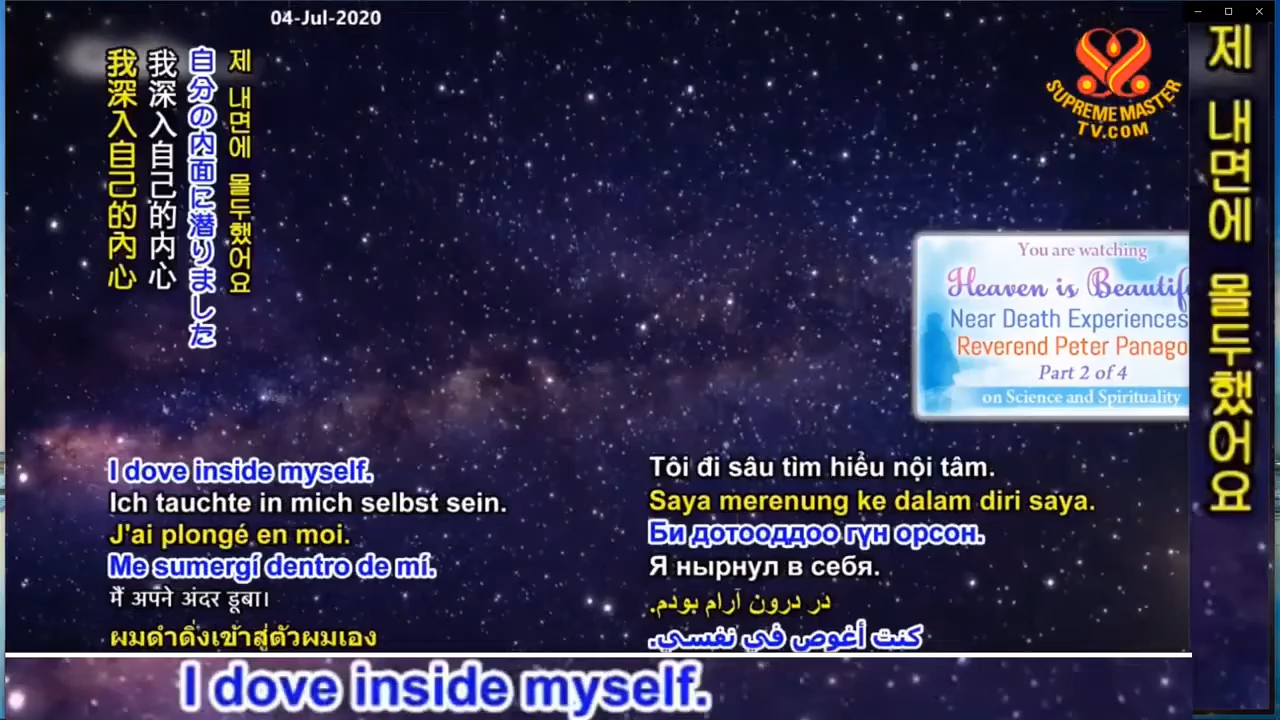 04-Jul-2020
제 내면에 몰두했어요
自分の内面に潜りました
我深入自己的内心
我深入自己的內心
SUPREME MASTER
TV.COM
제 내면에 몰두했어요
You are watching
Heaven is
Near Death Experiences
Reverend Peter
Part 2 of 4
on Science and Spirituality
I dove inside myself.
Ich tauchte in mich selbst sein.
J'ai plongé en moi.
Me sumergí dentro de mí.
मैं अपने अंदर डूबा।
ผมดำดิ่งเข้าสู่ตัวผมเอง
Tôi đi sâu tìm hiểu nội tâm.
Saya merenung ke dalam diri saya.
Би дотооддоо гүн орсон.
Я нырнул в себя.
در درون آرام بودم.
كنت أغوص في نفسي.
I dove inside myself.